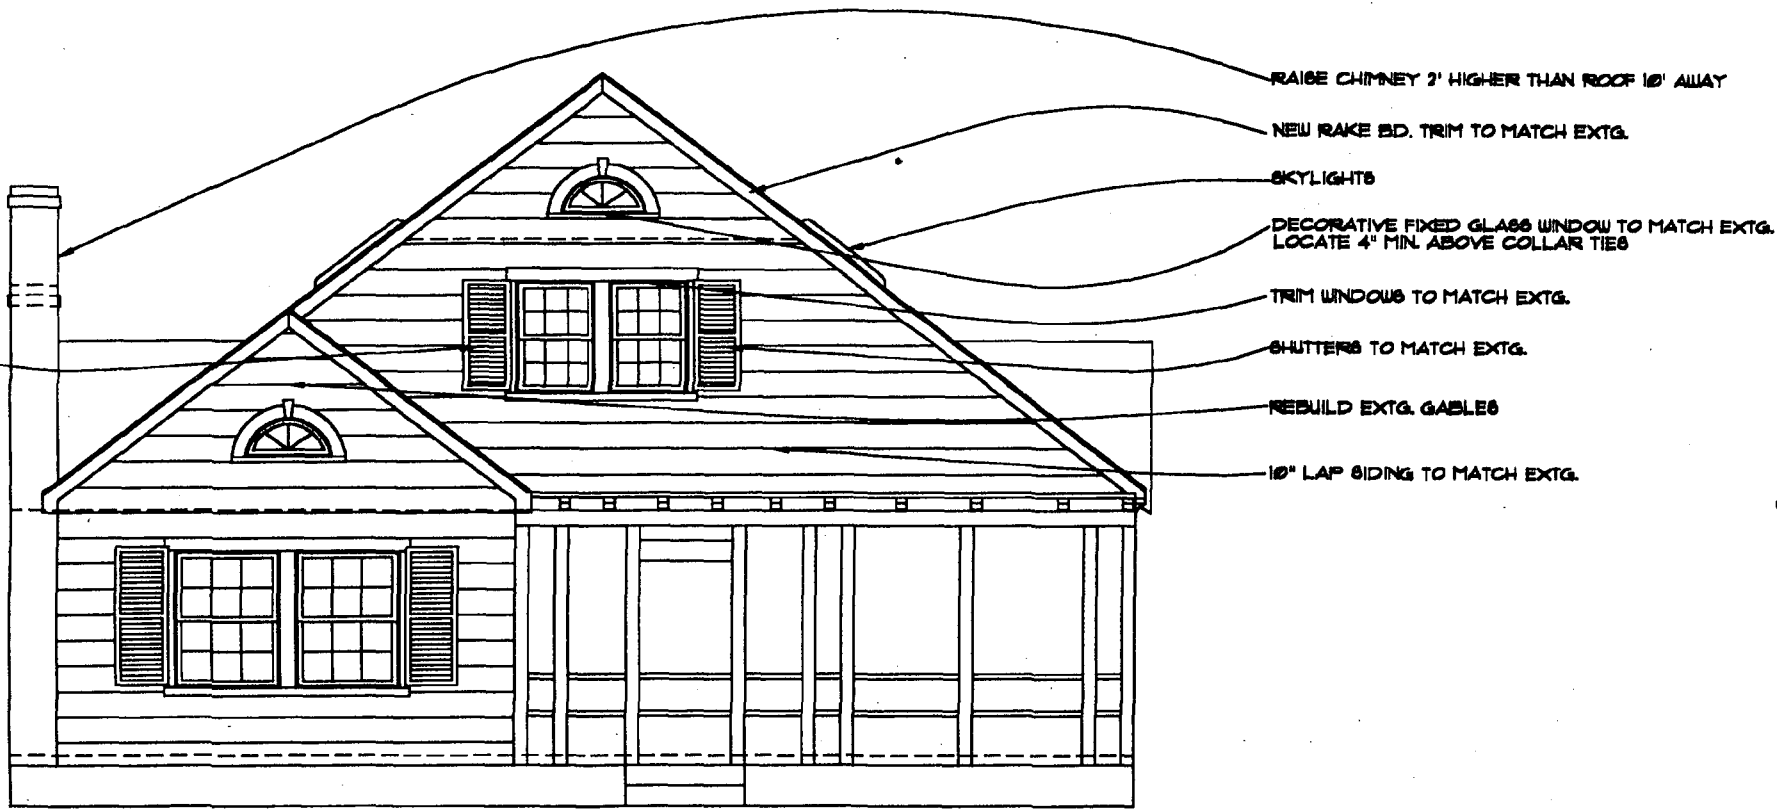 RAISE CHIMNEY 2' HIGHER THAN ROOF 10' AWAY
NEW RAKE BD. TRIM TO MATCH EXTG.
SKYLIGHTS
DECORATIVE FIXED GLASS WINDOW TO MATCH EXTG.
LOCATE 4" MIN. ABOVE COLLAR TIES
TRIM WINDOWS TO MATCH EXTG.
SHUTTERS TO MATCH EXTG.
REBUILD EXTG. GABLES
10" LAP SIDING TO MATCH EXTG.